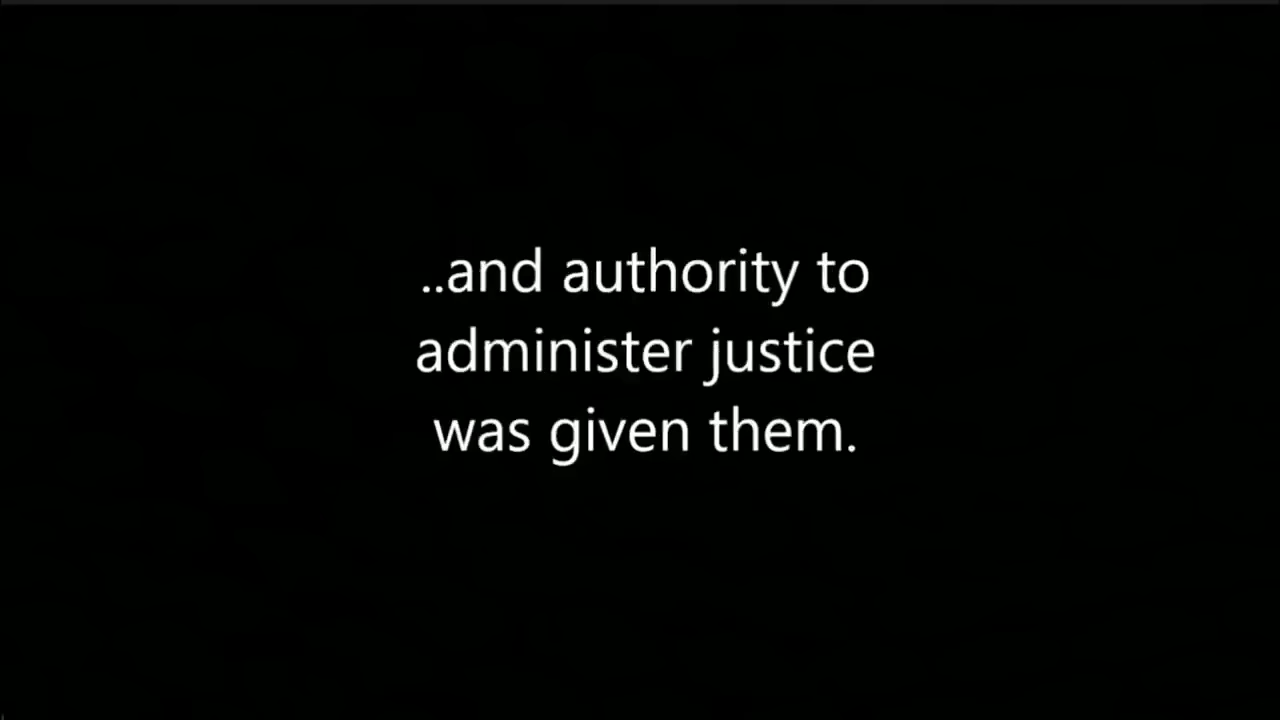 ..and authority to
administer justice
was given them.